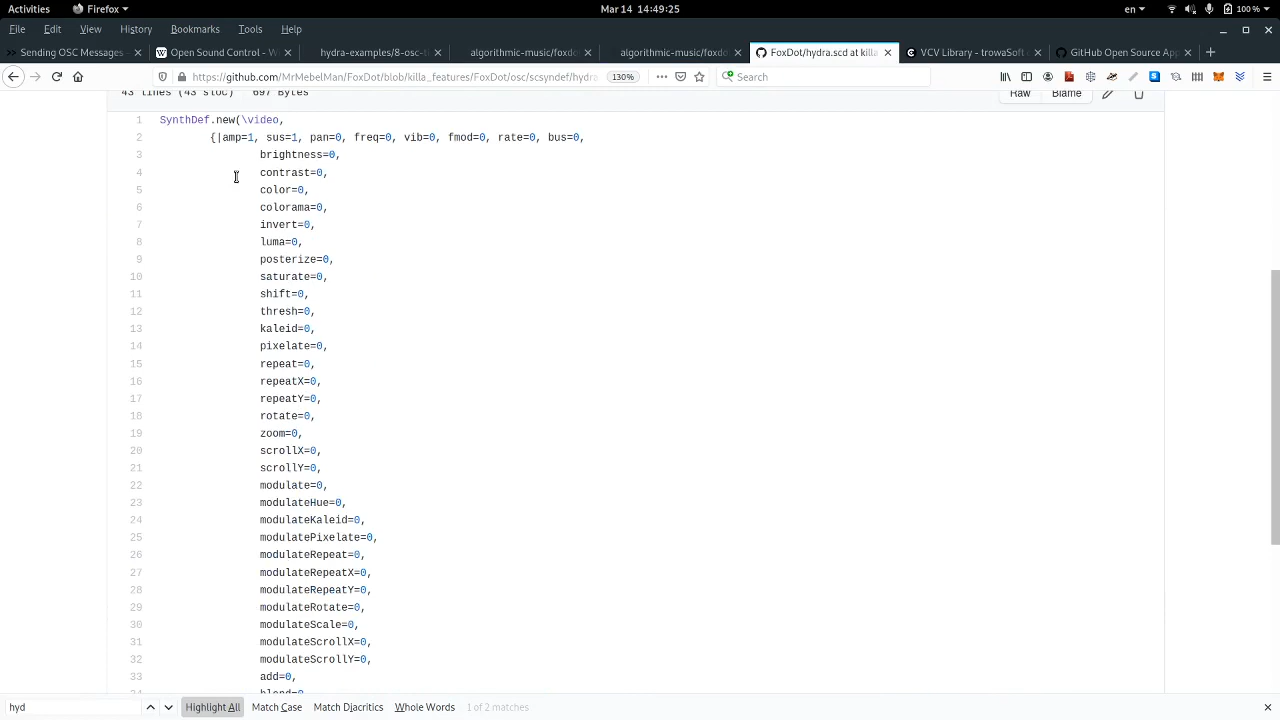 Activities Firefox Mar 14 14:49:25 en 100%
File Edit View History Bookmarks Tools Help
Sending OSC Messages - Open Sound Control - W hydra-examples/8-osc- algorithmic-music/foxd algorithmic-music/foxdo FoxDot/hydra.scd at killa VCV Library - trowaSoft GitHub Open Source App
https://github.com/MrMebelMan/FoxDot/blob/killa_features/FoxDot/osc/scsyndef/hydra 130% Search
43 lines (43 sloc) 697 Bytes Raw Blame
1 SynthDef.new(\video,
2 {|amp=1, sus=1, pan=0, freq=0, vib=0, fmod=0, rate=0, bus=0,
3 brightness=0,
4 contrast=0,
5 color=0,
6 colorama=0,
7 invert=0,
8 luma=0,
9 posterize=0,
10 saturate=0,
11 shift=0,
12 thresh=0,
13 kaleid=0,
14 pixelate=0,
15 repeat=0,
16 repeatX=0,
17 repeatY=0,
18 rotate=0,
19 zoom=0,
20 scrollX=0,
21 scrollY=0,
22 modulate=0,
23 modulateHue=0,
24 modulateKaleid=0,
25 modulatePixelate=0,
26 modulateRepeat=0,
27 modulateRepeatX=0,
28 modulateRepeatY=0,
29 modulateRotate=0,
30 modulateScale=0,
31 modulateScrollX=0,
32 modulateScrollY=0,
33 add=0,
34 blend=0
hyd Highlight All Match Case Match Diacritics Whole Words 1 of 2 matches